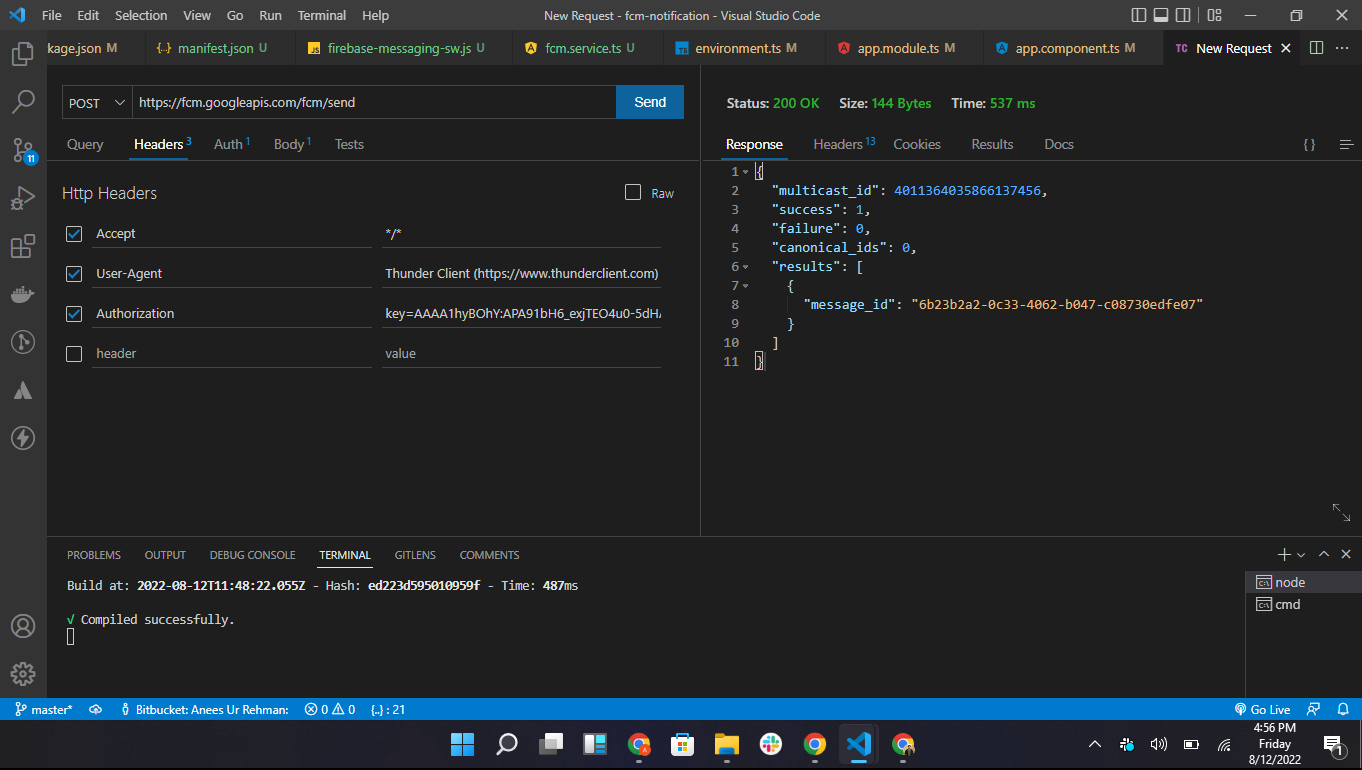 File Edit Selection View Go Run Terminal Help New Request - fcm-notification - Visual Studio Code
kage.json M {..} manifest.json U JS firebase-messaging-sw.js U fcm.service.ts U TS environment.ts M app.module.ts M app.component.ts M TC New Request
POST https://fcm.googleapis.com/fcm/send Send
Status: 200 OK Size: 144 Bytes Time: 537 ms
11
Query Headers 3 Auth 1 Body 1 Tests
Response Headers 13 Cookies Results Docs {}
Http Headers Raw
Accept */*
User-Agent Thunder Client (https://www.thunderclient.com)
Authorization key=AAAA1hyBOhY:APA91bH6_exjTEO4u0-5dH
header value
1 {
2 "multicast_id": 4011364035866137456,
3 "success": 1,
4 "failure": 0,
5 "canonical_ids": 0,
6 "results": [
7 {
8 "message_id": "6b23b2a2-0c33-4062-b047-c08730edfe07"
9 }
10 ]
11 }
PROBLEMS OUTPUT DEBUG CONSOLE TERMINAL GITLENS COMMENTS
Build at: 2022-08-12T11:48:22.055Z - Hash: ed223d595010959f - Time: 487ms
√ Compiled successfully.
node
cmd
master* Bitbucket: Anees Ur Rehman: 0 0 {..} : 21 Go Live
4:56 PM
Friday
8/12/2022
1